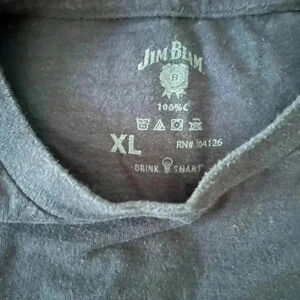 JIM BEAM
B
100% C
XL
RN# 104126
DRINK SMART